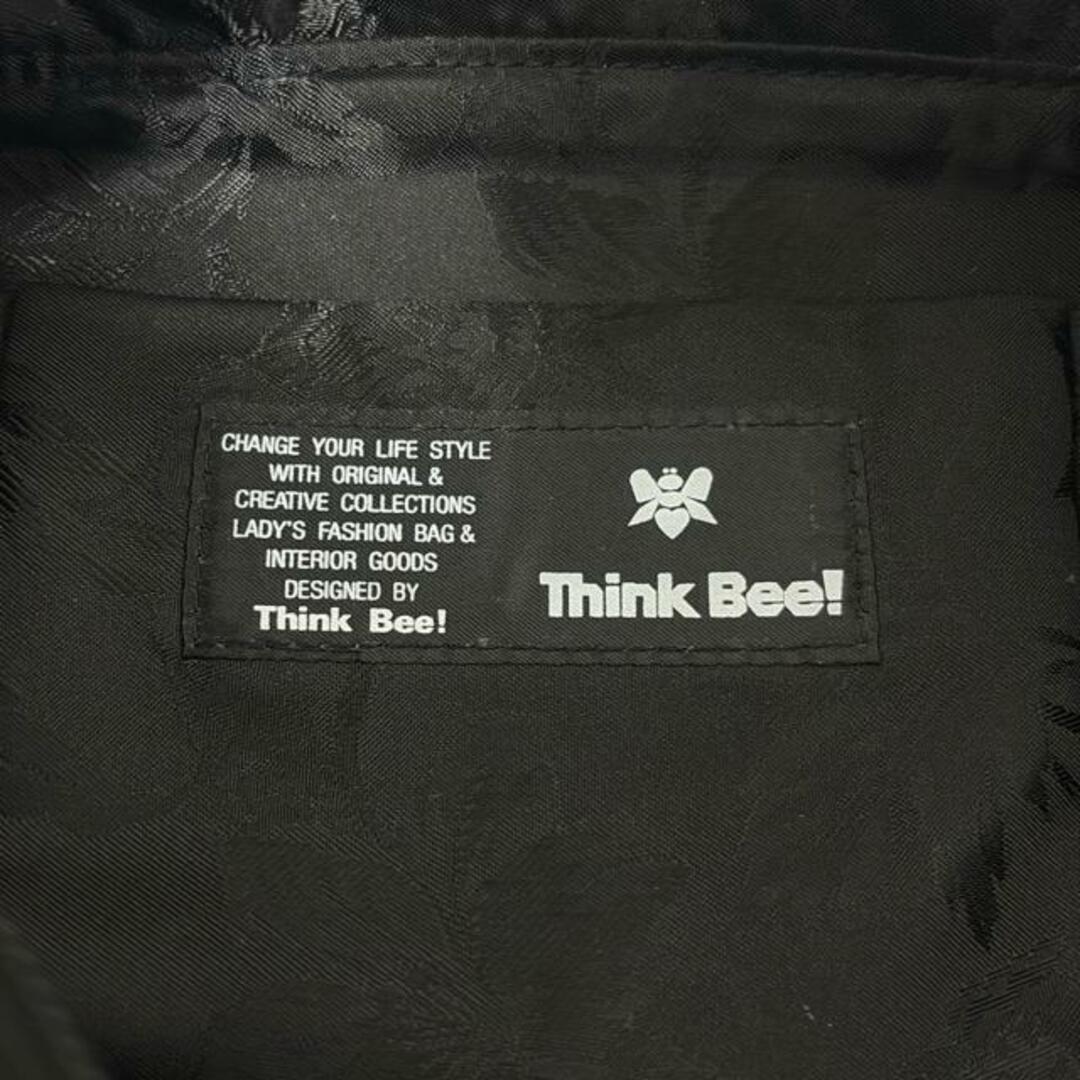 CHANGE YOUR LIFE STYLE
WITH ORIGINAL &
CREATIVE COLLECTIONS
LADY'S FASHION BAG &
INTERIOR GOODS
DESIGNED BY
Think Bee!
Think Bee!